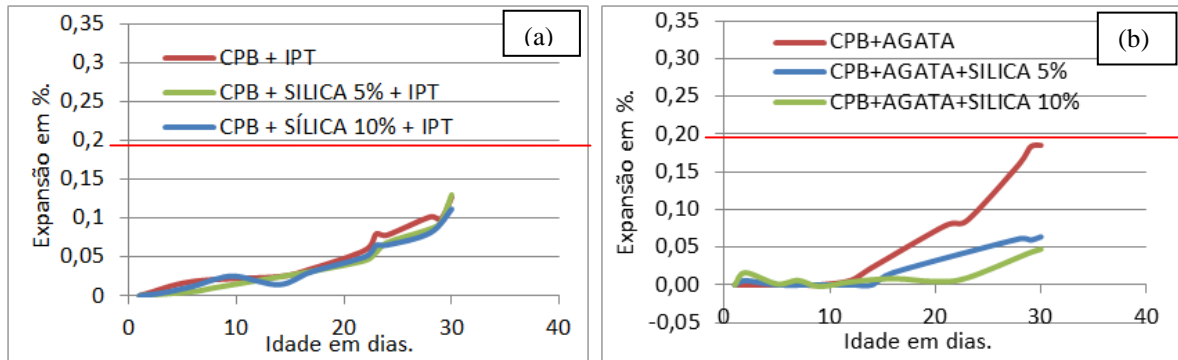 (a)
0,35
0,3
0,25
0,2
0,15
0,1
0,05
0
Expansão em %.
CPB + IPT
CPB + SILICA 5% + IPT
CPB + SÍLICA 10% + IPT
0 10 20 30 40
Idade em dias.
(b)
0,35
0,30
0,25
0,20
0,15
0,10
0,05
0,00
-0,05
Expansão em %.
CPB+AGATA
CPB+AGATA+SILICA 5%
CPB+AGATA+SILICA 10%
0 10 20 30 40
Idade em dias.